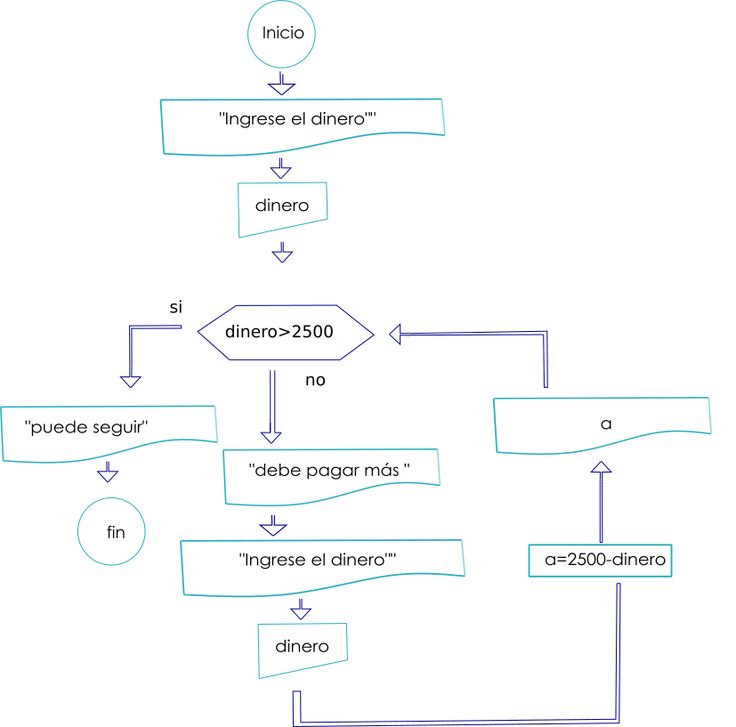 Inicio
"Ingrese el dinero""
dinero
si
dinero>2500
no
"puede seguir"
a
"debe pagar más "
fin
"Ingrese el dinero""
a=2500-dinero
dinero